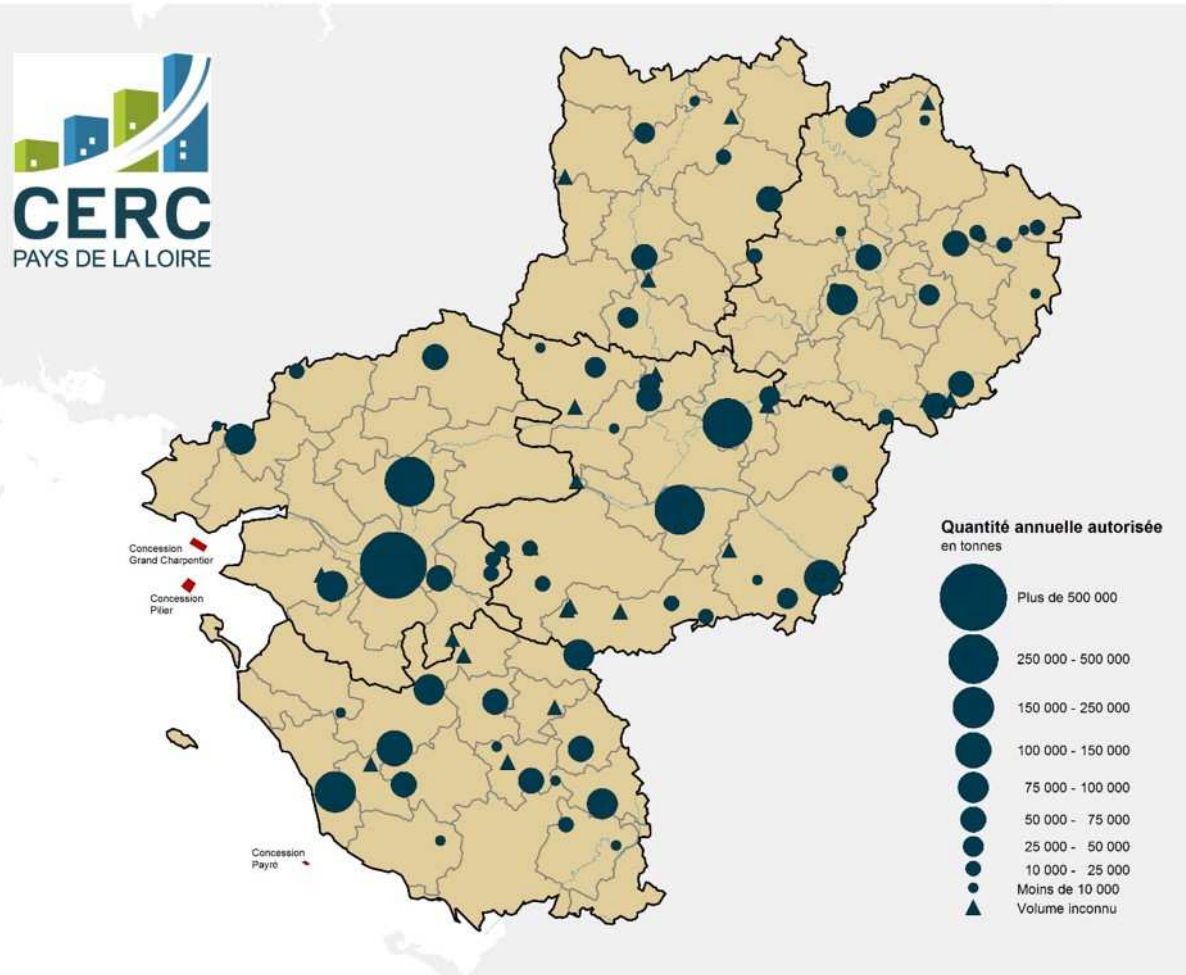 CERC
PAYS DE LA LOIRE
Concession
Grand Charpentier
Concession
Pilier
Concession
Payré
Quantité annuelle autorisée
en tonnes
Plus de 500 000
250 000 - 500 000
150 000 - 250 000
100 000 - 150 000
75 000 - 100 000
50 000 - 75 000
25 000 - 50 000
10 000 - 25 000
Moins de 10 000
Volume inconnu